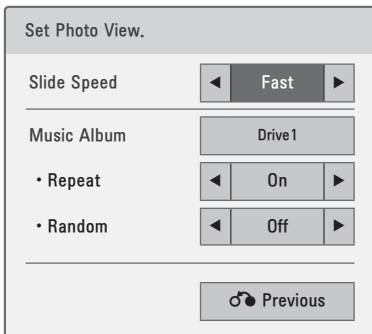 Set Photo View.
Slide Speed ◄ Fast ►
Music Album Drive1
• Repeat ◄ On ►
• Random ◄ Off ►
Previous